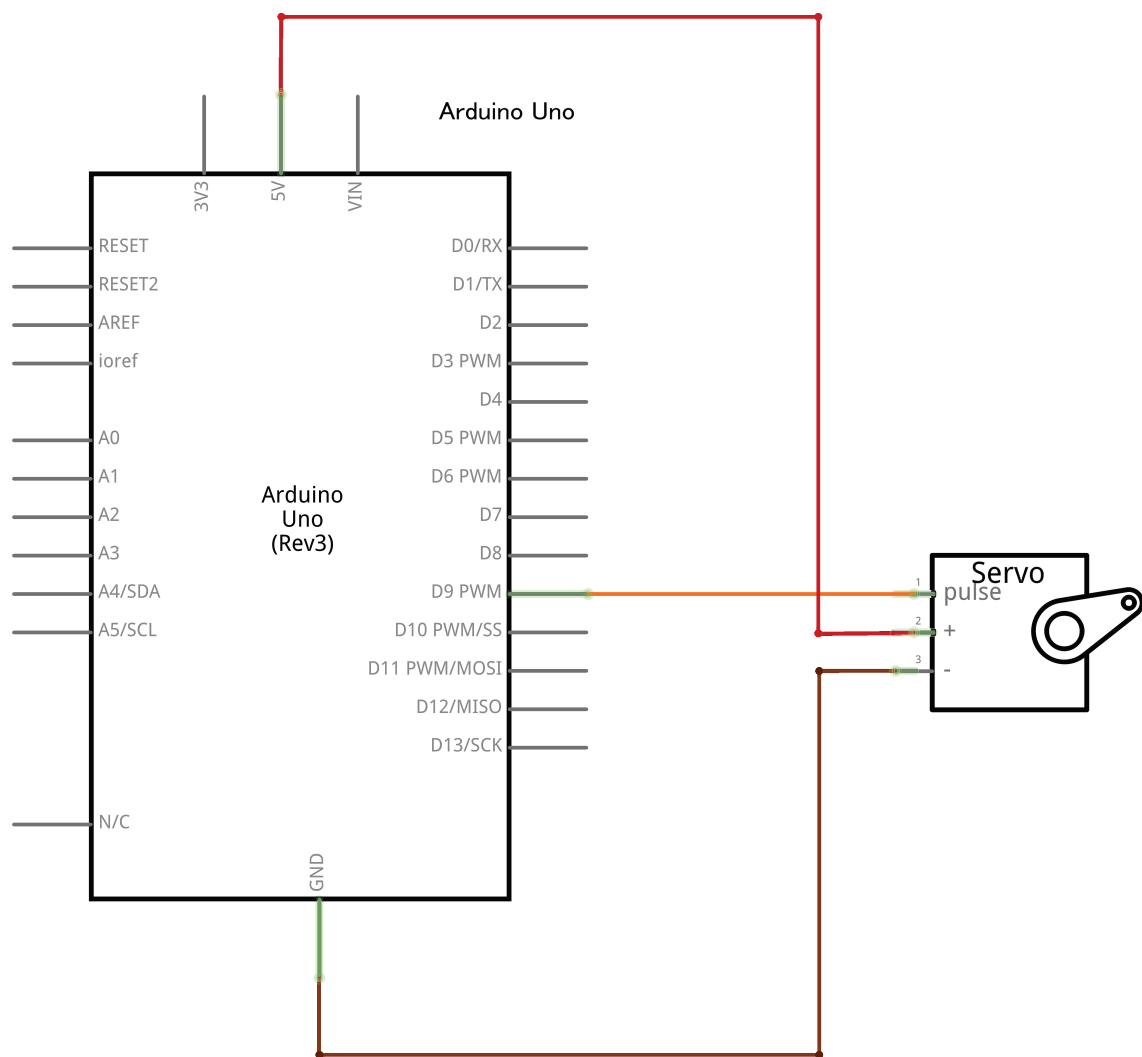 Arduino Uno
3V3
5V
VIN
RESET
RESET2
AREF
ioref
A0
A1
A2
A3
A4/SDA
A5/SCL
N/C
Arduino
Uno
(Rev3)
D0/RX
D1/TX
D2
D3 PWM
D4
D5 PWM
D6 PWM
D7
D8
D9 PWM
D10 PWM/SS
D11 PWM/MOSI
D12/MISO
D13/SCK
GND
Servo
1 pulse
2 +
3 -